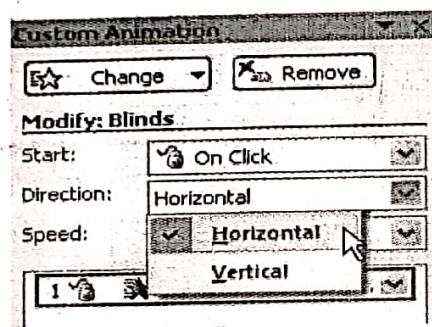 Custom Animation
Change
Remove
Modify: Blinds
Start: On Click
Direction: Horizontal
Speed: Horizontal
Vertical
1